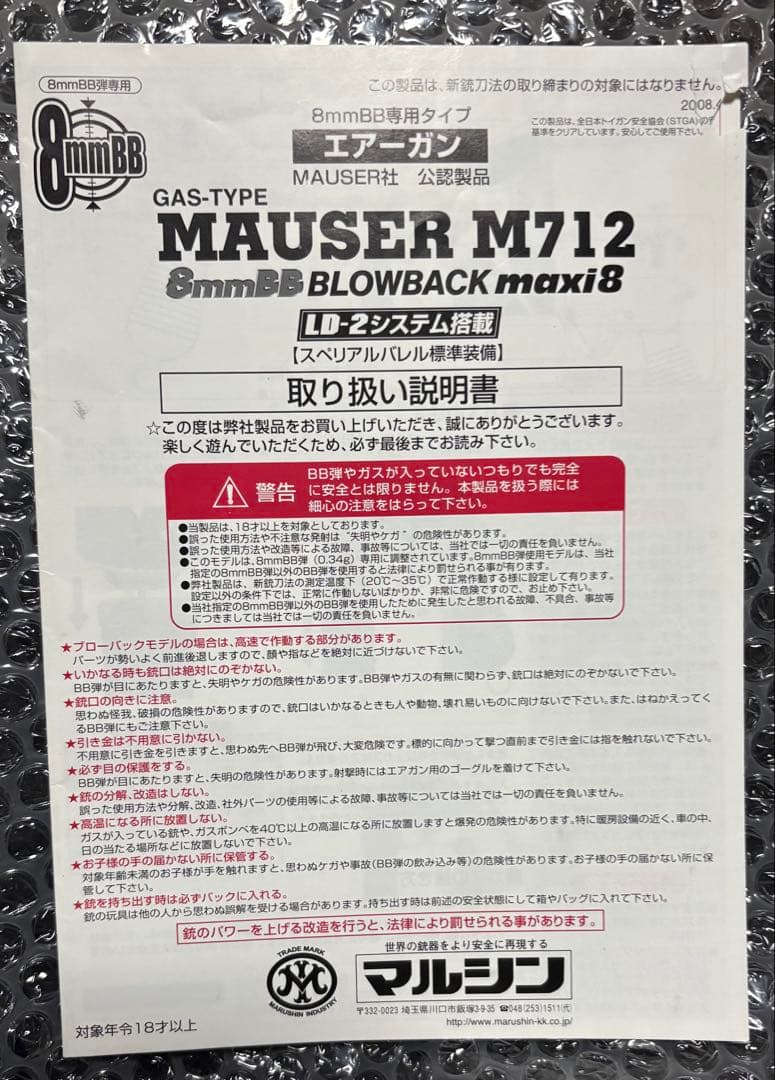 8mmBB弾専用
この製品は、新銃刀法の取り締まりの対象にはなりません。
2008.4
8mmBB
8mmBB専用タイプ
この製品は、全日本トイガン安全協会(STGA)の
基準をクリアしています。安心してご使用下さい。
エアーガン
MAUSER社 公認製品
GAS-TYPE
MAUSER M712
8mmBB BLOWBACK maxi8
LD-2システム搭載
【スペリアルバレル標準装備】
取り扱い説明書
☆この度は弊社製品をお買い上げいただき、誠にありがとうございます。
楽しく遊んでいただくため、必ず最後までお読み下さい。
警告
BB弾やガスが入っていないつもりでも完全
に安全とは限りません。本製品を扱う際には
細心の注意をはらって下さい。
●当製品は、18才以上を対象としております。
●誤った使用方法や不注意な発射は"失明やケガ"の危険性があります。
●誤った使用方法や改造等による故障、事故等については、当社では一切の責任を負いません。
●このモデルは、8mmBB弾(0.34g)専用に調整されています。8mmBB弾使用モデルは、当社
指定の8mmBB弾以外のBB弾を使用すると法律により罰せられる事が有ります。
●弊社製品は、新銃刀法の測定温度下(20℃〜35℃)で正常作動する様に設定して有ります。
設定以外の条件下では、正常に作動しないばかりか、非常に危険ですので、お止め下さい。
●当社指定の8mmBB弾以外のBB弾を使用したために発生したと思われる故障、不具合、事故等
につきましては当社では一切の責任を負いません。
★ブローバックモデルの場合は、高速で作動する部分があります。
パーツが勢いよく前進後退しますので、顔や指などを絶対に近づけないで下さい。
★いかなる時も銃口は絶対にのぞかない。
BB弾が目にあたりますと、失明やケガの危険性があります。BB弾やガスの有無に関わらず、銃口は絶対にのぞかないで下さい。
★銃口の向きに注意。
思わぬ怪我、破損の危険性がありますので、銃口はいかなるときも人や動物、壊れ易いものに向けないで下さい。また、はねかえってく
るBB弾にもご注意下さい。
★引き金は不用意に引かない。
不用意に引き金を引きますと、思わぬ先へBB弾が飛び、大変危険です。標的に向かって撃つ直前まで引き金には指を触れないで下さい。
★必ず目の保護をする。
BB弾が目にあたりますと、失明の危険性があります。射撃時にはエアガン用のゴーグルを着けて下さい。
★銃の分解、改造はしない。
誤った使用方法や分解、改造、社外パーツの使用等による故障、事故等については当社では一切の責任を負いません。
★高温になる所に放置しない。
ガスが入っている銃や、ガスボンベを40℃以上の高温になる所に放置しますと爆発の危険性があります。特に暖房設備の近く、車の中、
日の当たる場所などに放置しないで下さい。
★お子様の手の届かない所に保管する。
対象年齢未満のお子様が手を触れますと、思わぬケガや事故(BB弾の飲み込み等)の危険性があります。お子様の手の届かない所に保
管して下さい。
★銃を持ち出す時は必ずバックに入れる。
銃の玩具は他の人から思わぬ誤解を受ける場合があります。持ち出す時は前述の安全状態にして箱やバッグに入れて下さい。
銃のパワーを上げる改造を行うと、法律により罰せられる事があります。
TRADE MARK
MARUSHIN INDUSTRY
世界の銃器をより安全に再現する
マルシン
〒332-0023 埼玉県川口市飯塚3-9-35 ☎048(253)1511(代)
http://www.marushin-kk.co.jp/
対象年令18才以上